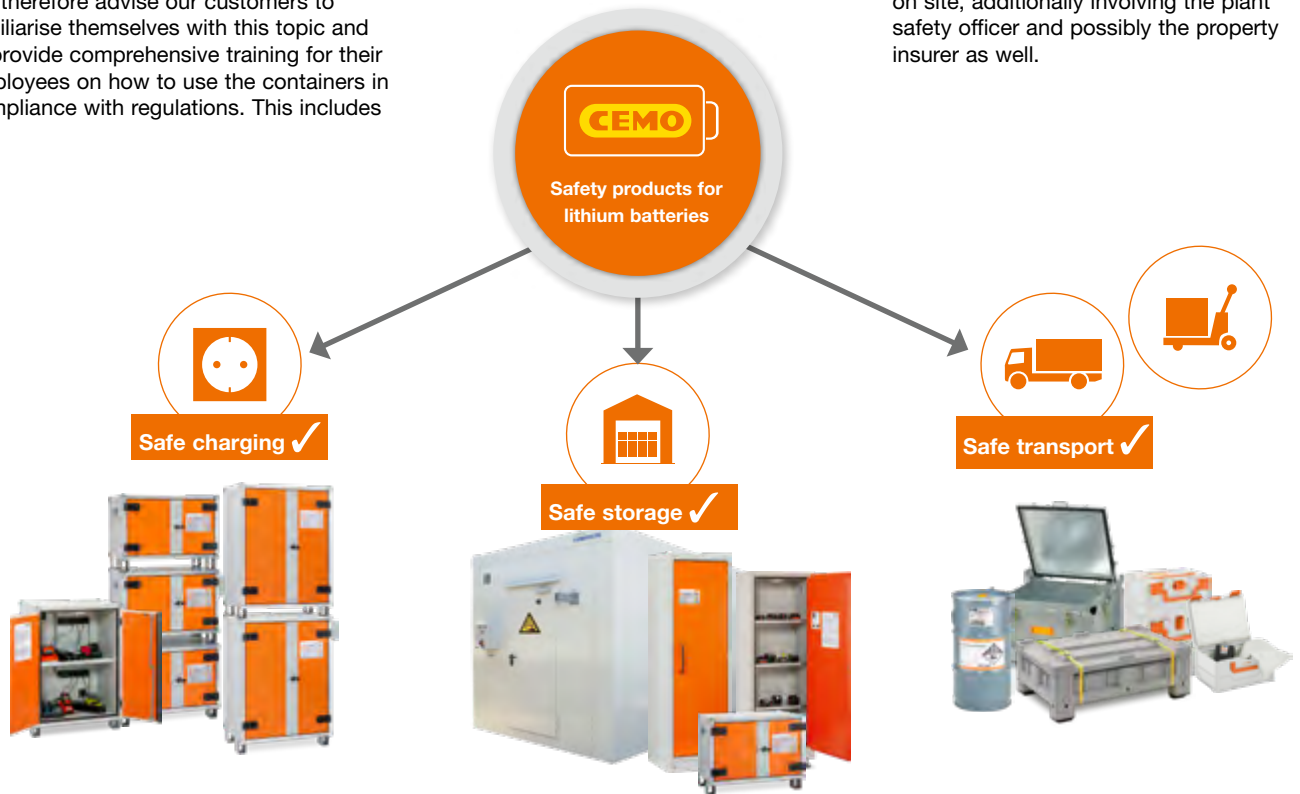 therefore advise our customers to
iliarise themselves with this topic and
provide comprehensive training for their
ployees on how to use the containers in
mpliance with regulations. This includes
on site, additionally involving the plant
safety officer and possibly the property
insurer as well.
CEMO
Safety products for
lithium batteries
Safe charging ✓
Safe storage ✓
Safe transport ✓